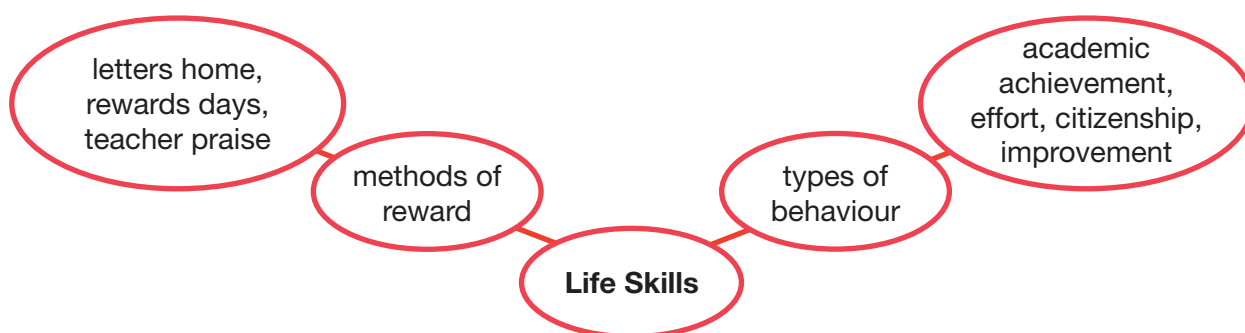 letters home,
rewards days,
teacher praise
methods of
reward
Life Skills
types of
behaviour
academic
achievement,
effort, citizenship,
improvement